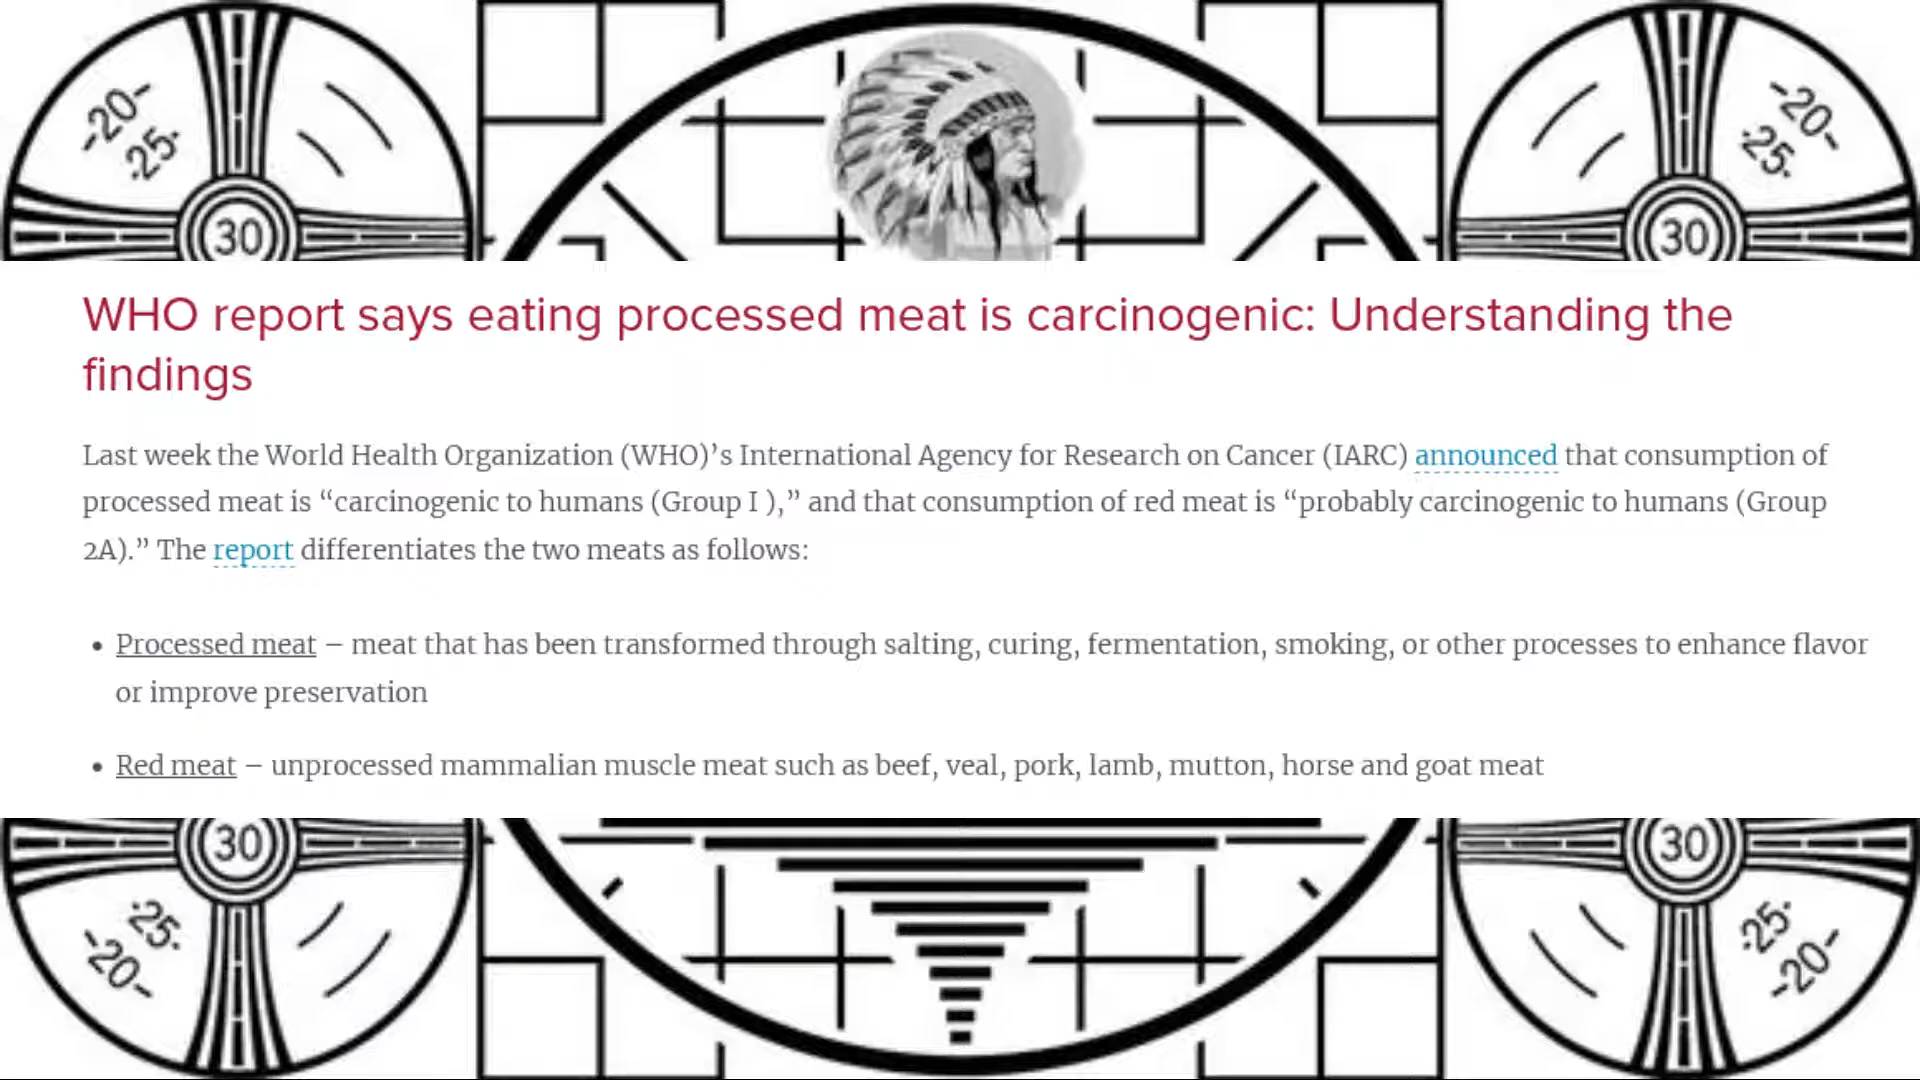 -20-
.25.
30
-20-
.25.
30
WHO report says eating processed meat is carcinogenic: Understanding the
findings
Last week the World Health Organization (WHO)’s International Agency for Research on Cancer (IARC) announced that consumption of
processed meat is “carcinogenic to humans (Group I ),” and that consumption of red meat is “probably carcinogenic to humans (Group
2A).” The report differentiates the two meats as follows:
• Processed meat – meat that has been transformed through salting, curing, fermentation, smoking, or other processes to enhance flavor
or improve preservation
• Red meat – unprocessed mammalian muscle meat such as beef, veal, pork, lamb, mutton, horse and goat meat
30
.25.
-20-
30
.25.
-20-